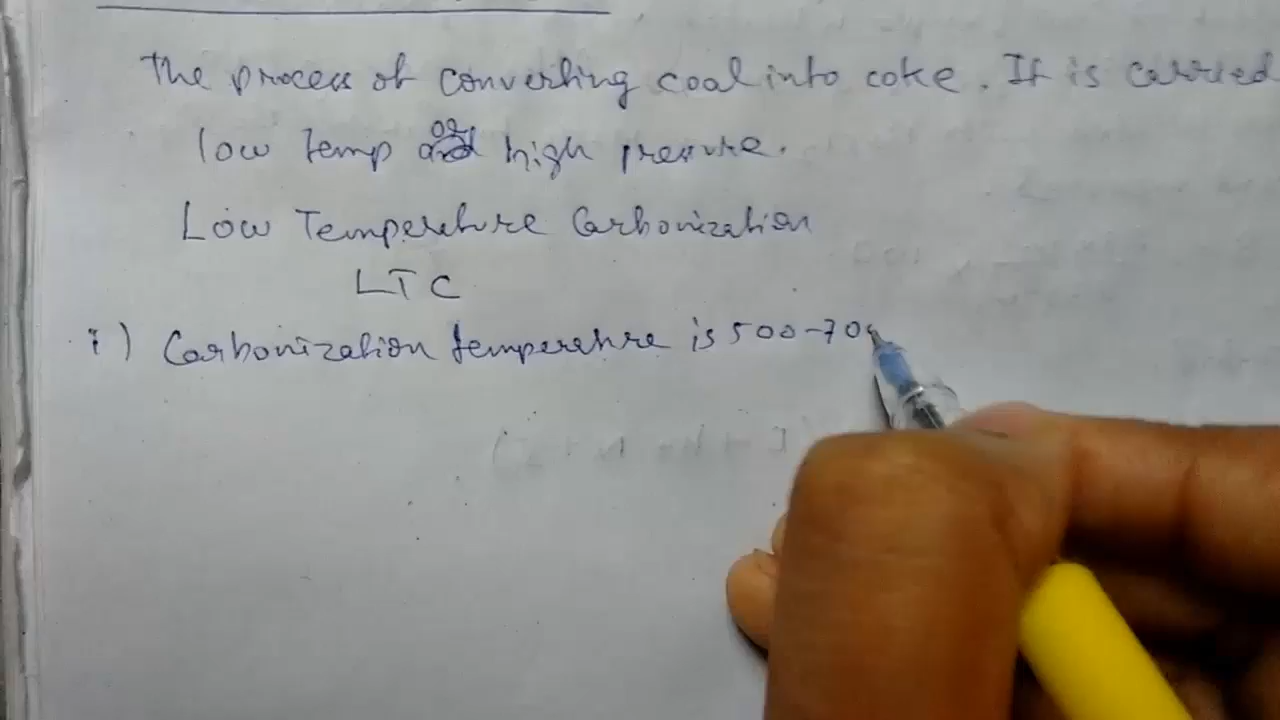 The process of converting coal into coke. It is carried
low temp or high pressure.
Low Temperature Carbonization
LTC
i) Carbonization temperature is 500-700